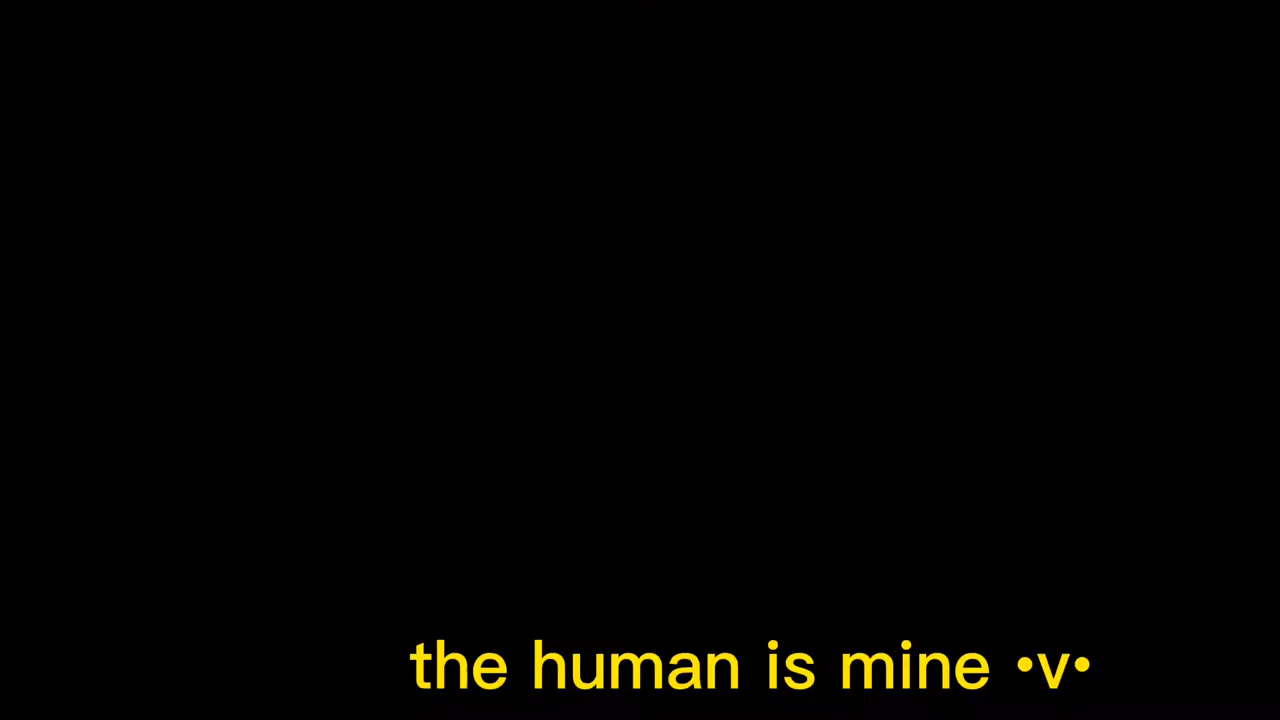 the human is mine •v•